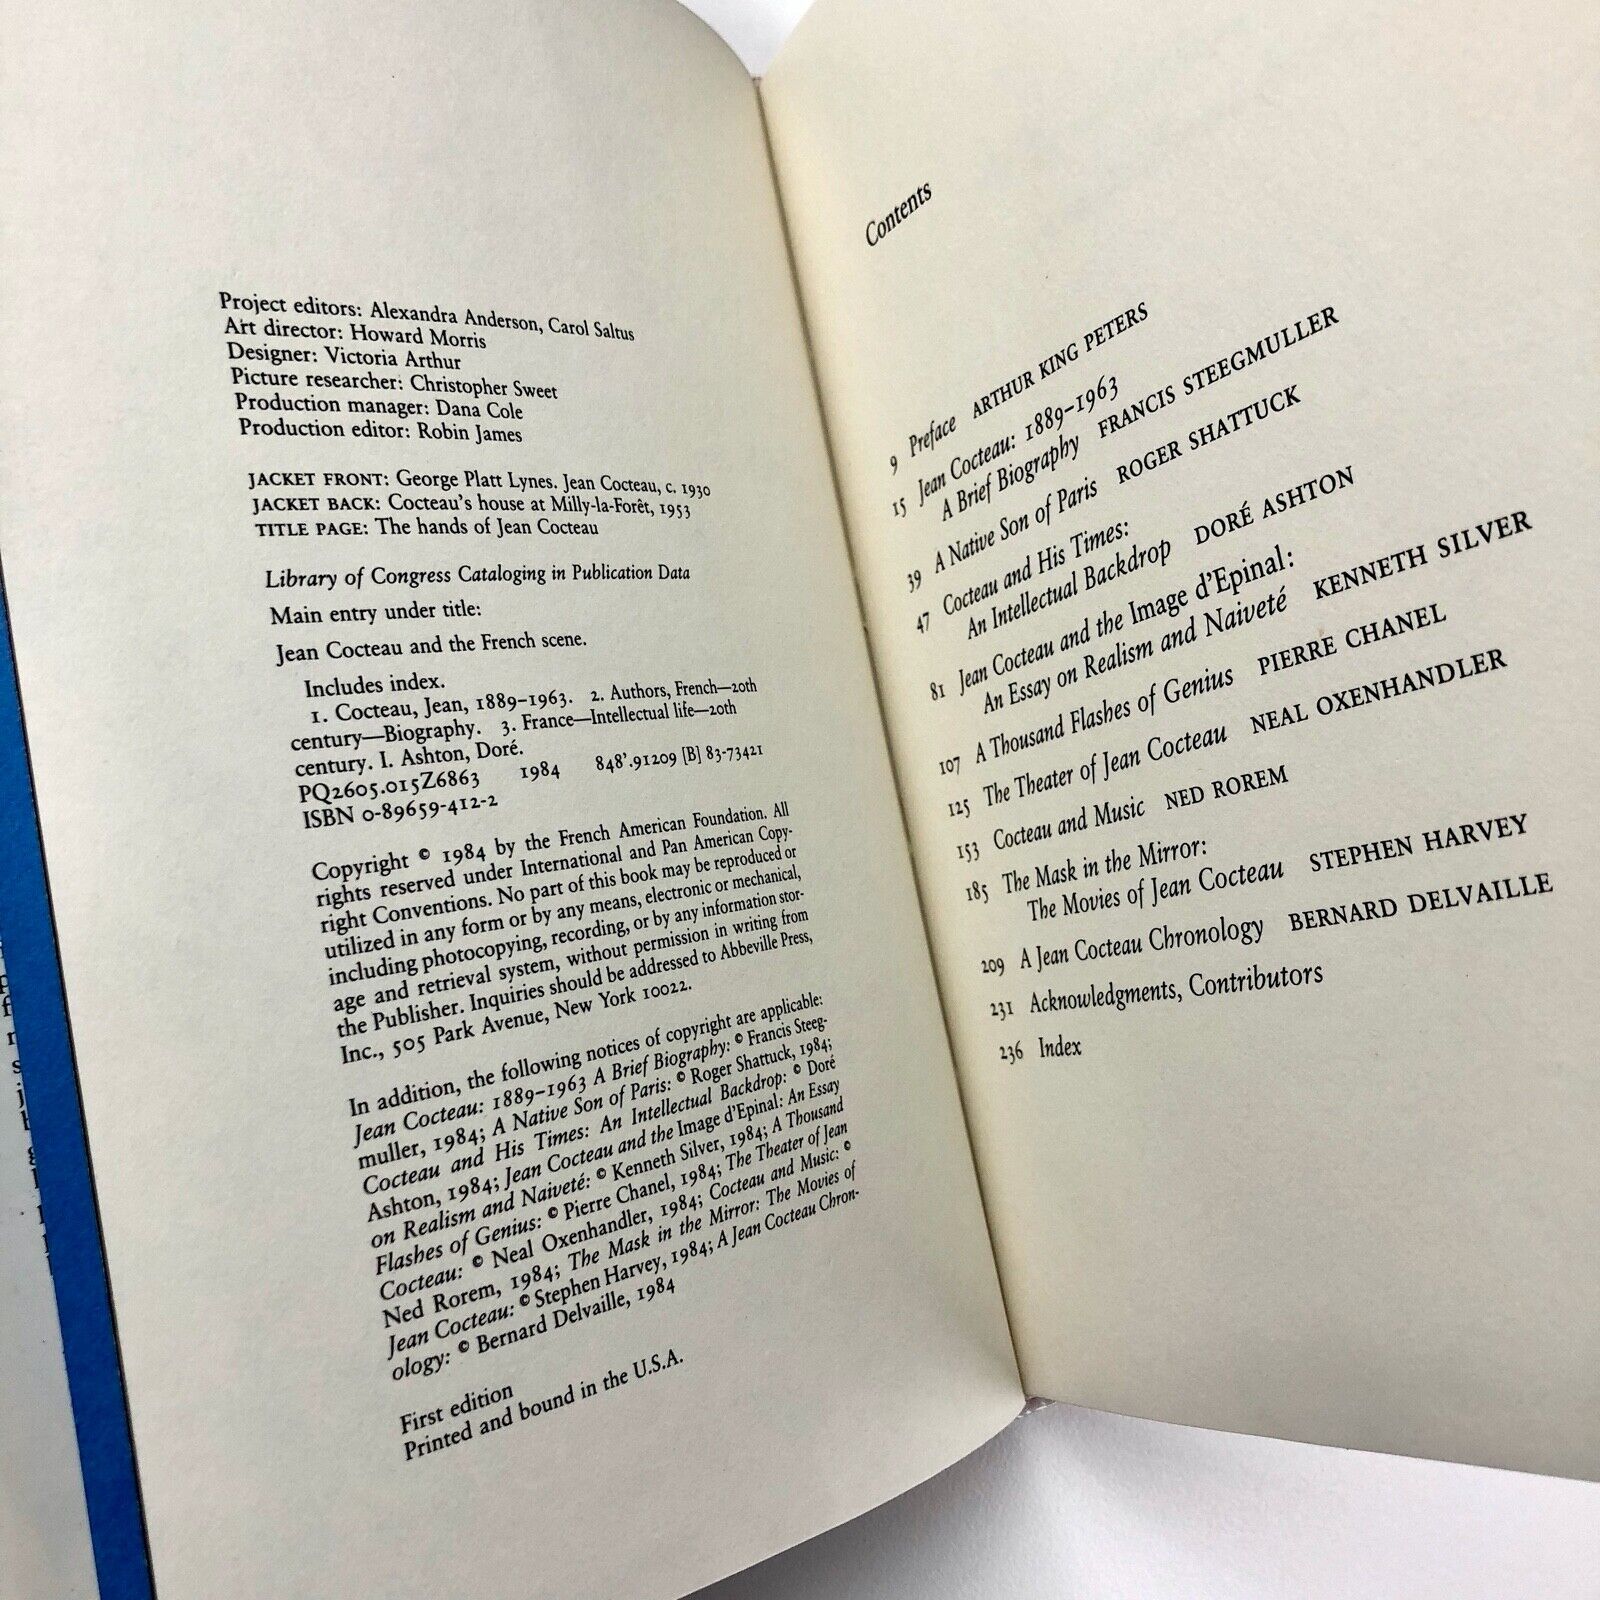 Project editors: Alexandra Anderson, Carol Saltus
Art director: Howard Morris
Designer: Victoria Arthur
Picture researcher: Christopher Sweet
Production manager: Dana Cole
Production editor: Robin James
JACKET FRONT: George Platt Lynes. Jean Cocteau, c. 1930
JACKET BACK: Cocteau's house at Milly-la-Forêt, 1953
TITLE PAGE: The hands of Jean Cocteau
Library of Congress Cataloging in Publication Data
Main entry under title:
Jean Cocteau and the French scene.
Includes index.
1. Cocteau, Jean, 1889–1963. 2. Authors, French—20th
century—Biography. 3. France—Intellectual life—20th
century. I. Ashton, Doré.
PQ2605.015Z6863 1984 848'.91209 [B] 83-73421
ISBN 0-89659-412-2
Copyright © 1984 by the French American Foundation. All
rights reserved under International and Pan American Copy-
right Conventions. No part of this book may be reproduced or
utilized in any form or by any means, electronic or mechanical,
including photocopying, recording, or by any information stor-
age and retrieval system, without permission in writing from
the Publisher. Inquiries should be addressed to Abbeville Press,
Inc., 505 Park Avenue, New York 10022.
In addition, the following notices of copyright are applicable:
Jean Cocteau: 1889–1963 A Brief Biography: © Francis Steeg-
muller, 1984; A Native Son of Paris: © Roger Shattuck, 1984;
Cocteau and His Times: An Intellectual Backdrop: © Doré
Ashton, 1984; Jean Cocteau and the Image d'Epinal: An Essay
on Realism and Naiveté: © Kenneth Silver, 1984; A Thousand
Flashes of Genius: © Pierre Chanel, 1984; The Theater of Jean
Cocteau: © Neal Oxenhandler, 1984; Cocteau and Music: ©
Ned Rorem, 1984; The Mask in the Mirror: The Movies of
Jean Cocteau: © Stephen Harvey, 1984; A Jean Cocteau Chron-
ology: © Bernard Delvaille, 1984
First edition
Printed and bound in the U.S.A.
Contents
9 Preface ARTHUR KING PETERS
15 Jean Cocteau: 1889–1963
A Brief Biography FRANCIS STEEGMULLER
39 A Native Son of Paris ROGER SHATTUCK
47 Cocteau and His Times:
An Intellectual Backdrop DORÉ ASHTON
81 Jean Cocteau and the Image d'Epinal:
An Essay on Realism and Naiveté KENNETH SILVER
107 A Thousand Flashes of Genius PIERRE CHANEL
125 The Theater of Jean Cocteau NEAL OXENHANDLER
153 Cocteau and Music NED ROREM
185 The Mask in the Mirror:
The Movies of Jean Cocteau STEPHEN HARVEY
209 A Jean Cocteau Chronology BERNARD DELVAILLE
231 Acknowledgments, Contributors
236 Index